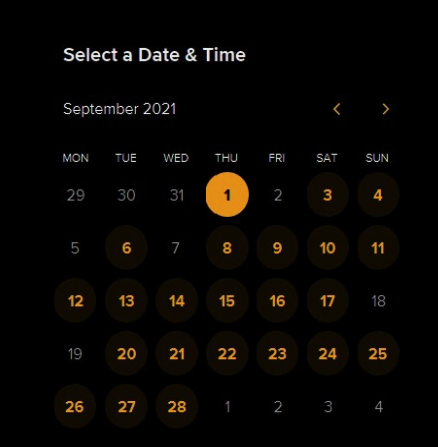 Select a Date & Time
September 2021
MON TUE WED THU FRI SAT SUN
29 30 31 1 2 3 4
5 6 7 8 9 10 11
12 13 14 15 16 17 18
19 20 21 22 23 24 25
26 27 28 1 2 3 4